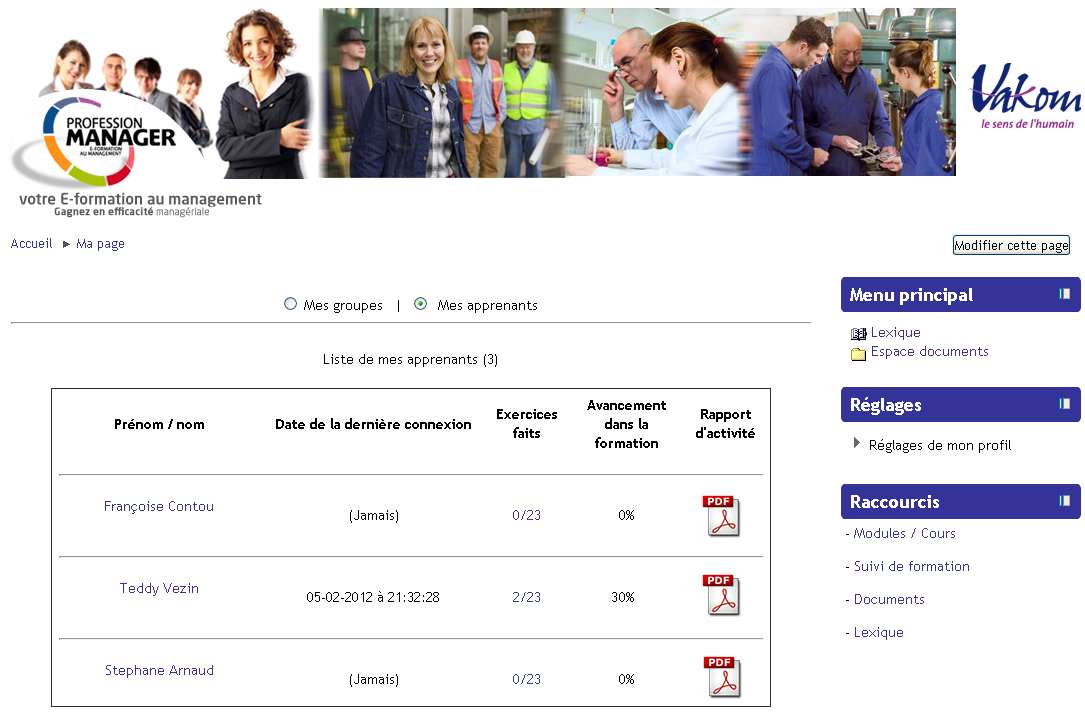 PROFESSION
MANAGER
E-FORMATION
AU MANAGEMENT
votre E-formation au management
Gagnez en efficacité managériale
Vakom
le sens de l'humain
Accueil
Ma page
Modifier cette page
Mes groupes | Mes apprenants
Liste de mes apprenants (3)
Prénom / nom
Date de la dernière connexion
Exercices
faits
Avancement
dans la
formation
Rapport
d'activité
Françoise Contou
(Jamais)
0/23
0%
PDF
Teddy Vezin
05-02-2012 à 21:32:28
2/23
30%
PDF
Stephane Arnaud
(Jamais)
0/23
0%
PDF
Menu principal
Lexique
Espace documents
Réglages
Réglages de mon profil
Raccourcis
- Modules / Cours
- Suivi de formation
- Documents
- Lexique